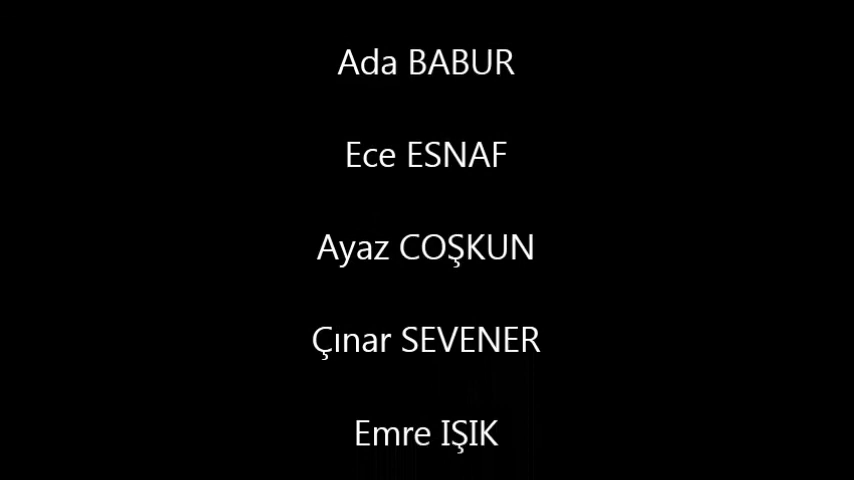 Ada BABUR
Ece ESNAF
Ayaz COŞKUN
Çınar SEVENER
Emre IŞIK